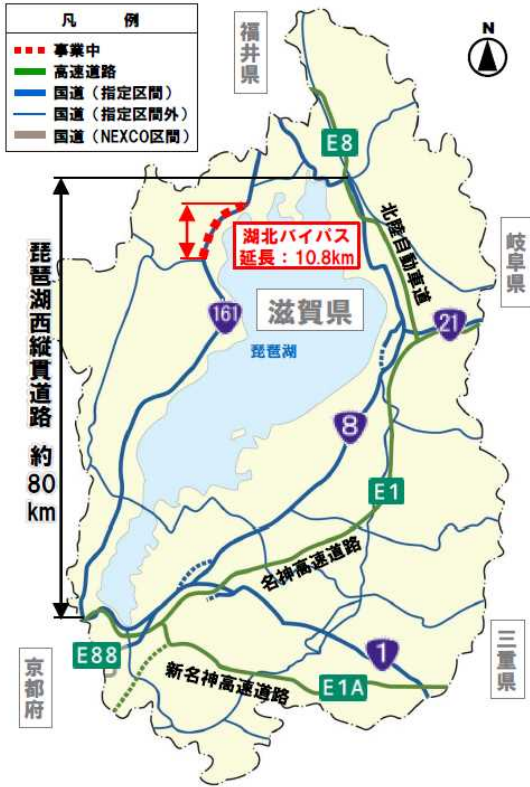 凡 例
事業中
高速道路
国道（指定区間）
国道（指定区間外）
国道（NEXCO区間）
N
福井県
E8
北陸自動車道
岐阜県
湖北バイパス
延長：10.8km
161
滋賀県
21
琵琶湖
琵琶湖西縦貫道路 約80km
8
E1
名神高速道路
E88
1
三重県
京都府
新名神高速道路
E1A